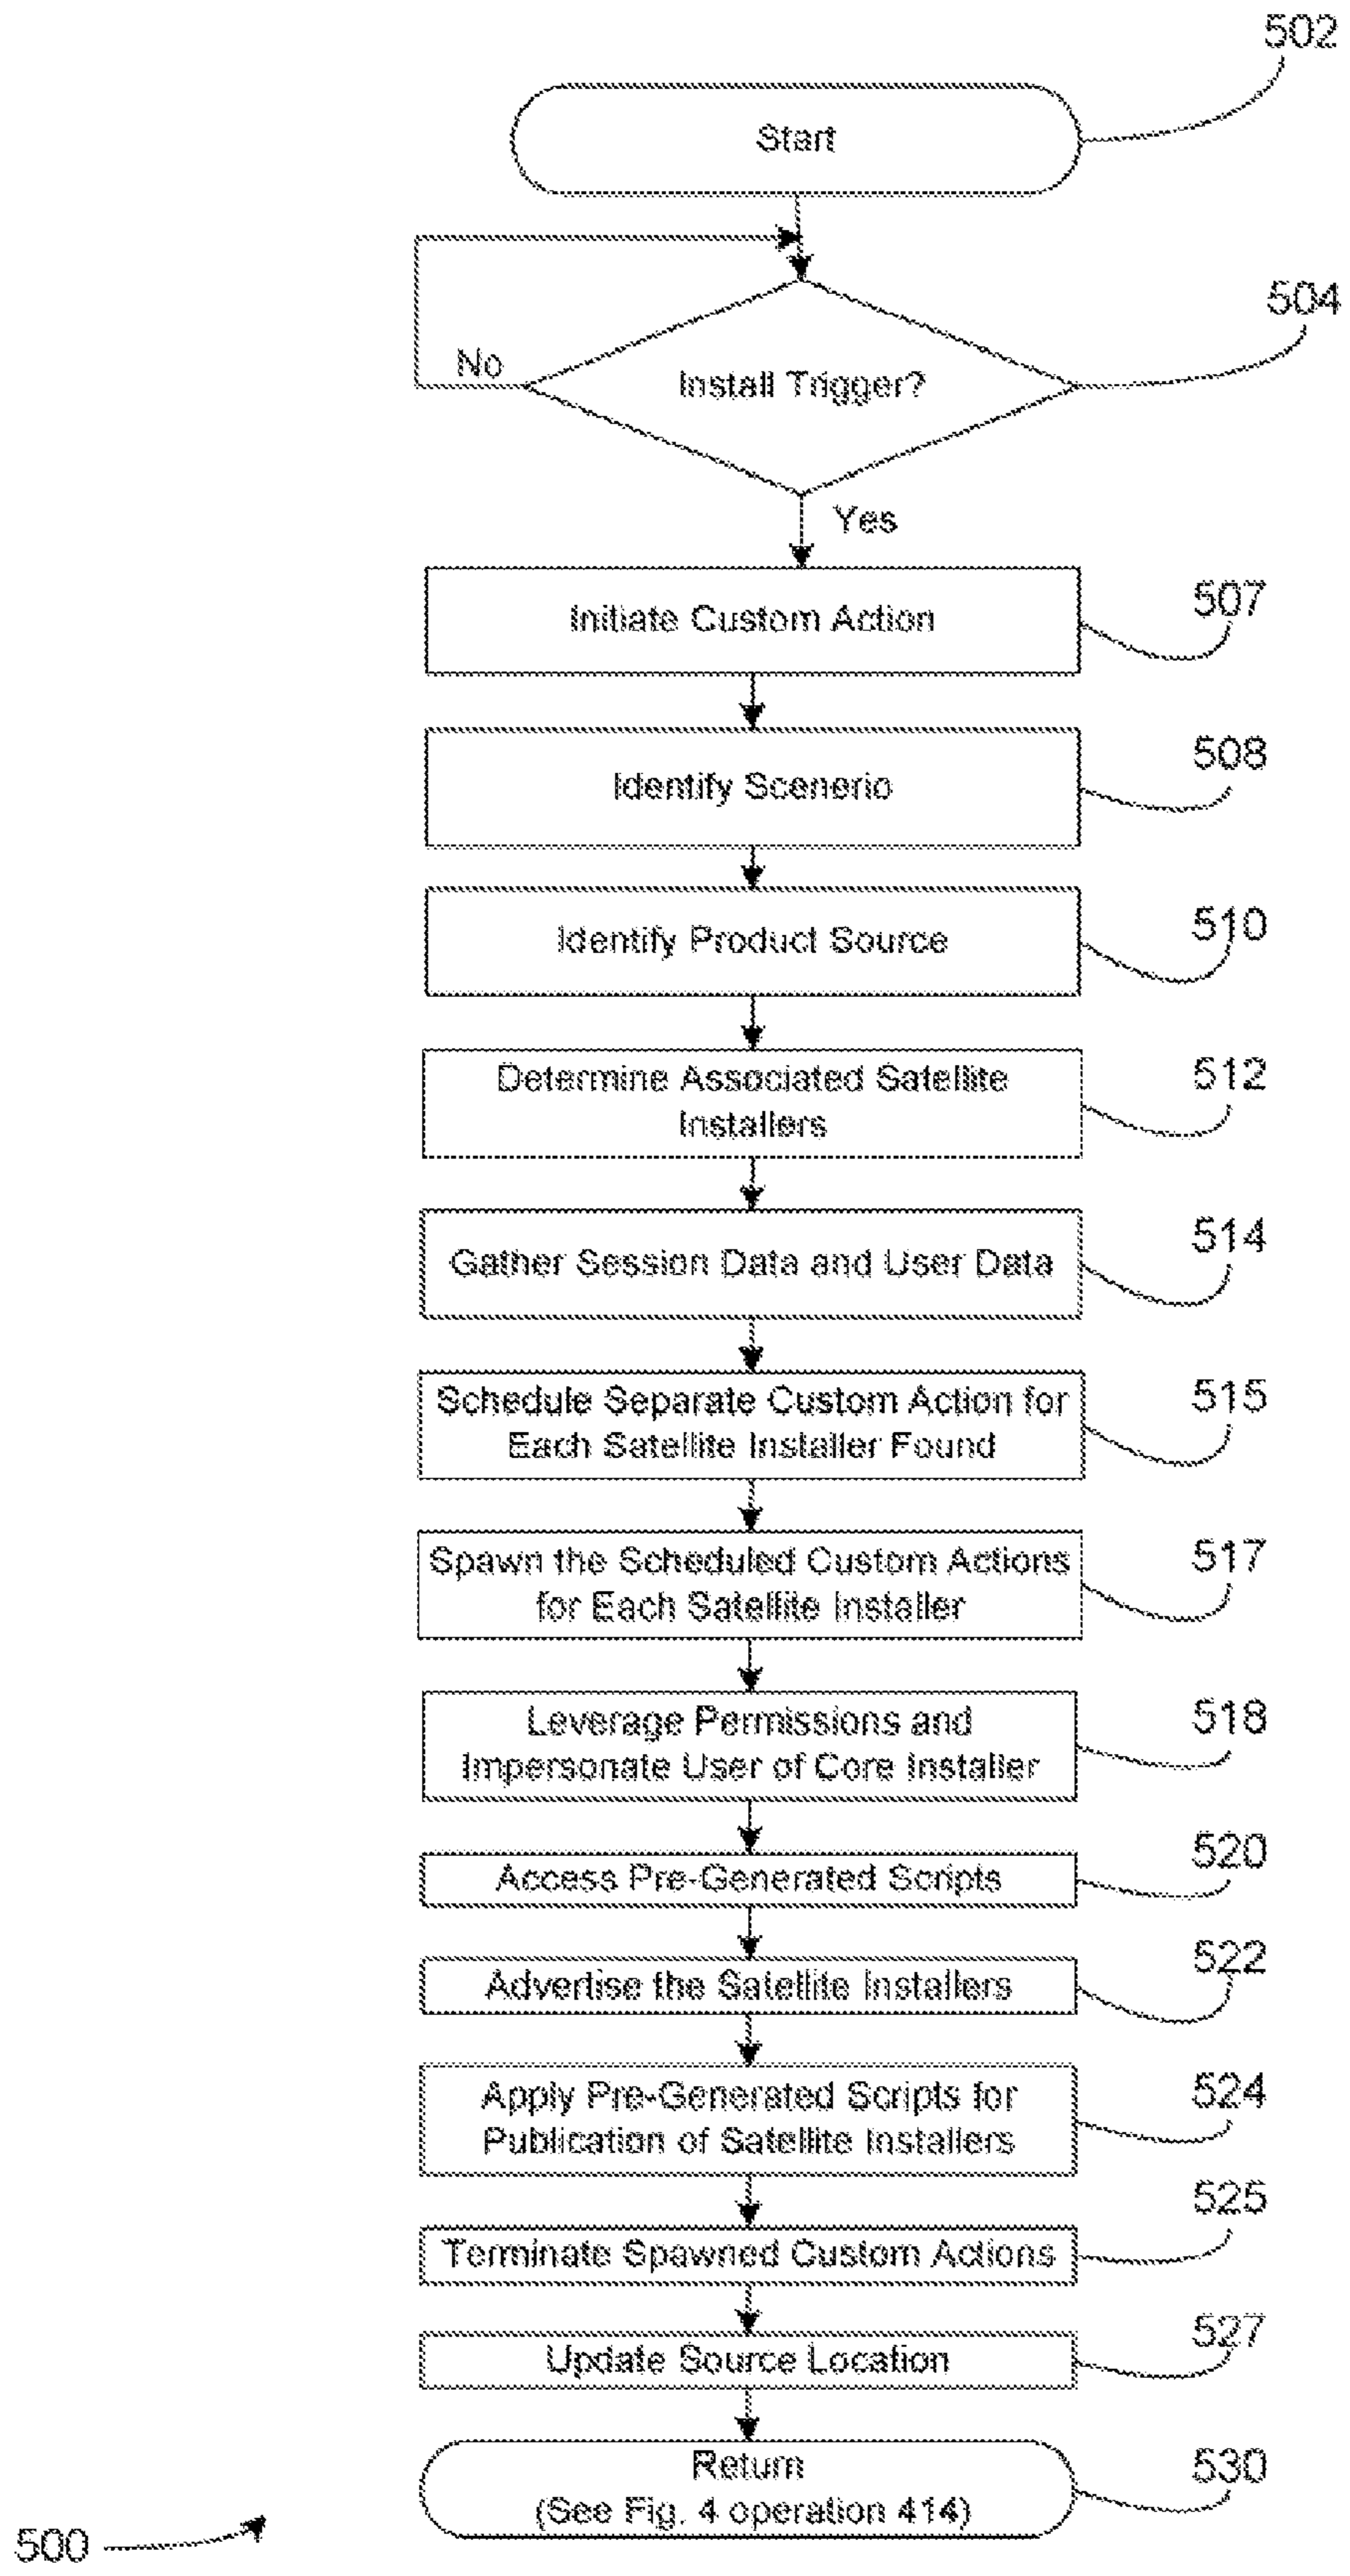 502
Start
504
No
Install Trigger?
Yes
507
Initiate Custom Action
508
Identify Scenerio
510
Identify Product Source
512
Determine Associated Satellite
Installers
514
Gather Session Data and User Data
515
Schedule Separate Custom Action for
Each Satellite Installer Found
517
Spawn the Scheduled Custom Actions
for Each Satellite Installer
518
Leverage Permissions and
Impersonate User of Core Installer
520
Access Pre-Generated Scripts
522
Advertise the Satellite Installers
524
Apply Pre-Generated Scripts for
Publication of Satellite Installers
525
Terminate Spawned Custom Actions
527
Update Source Location
530
Return
(See Fig. 4 operation 414)
500